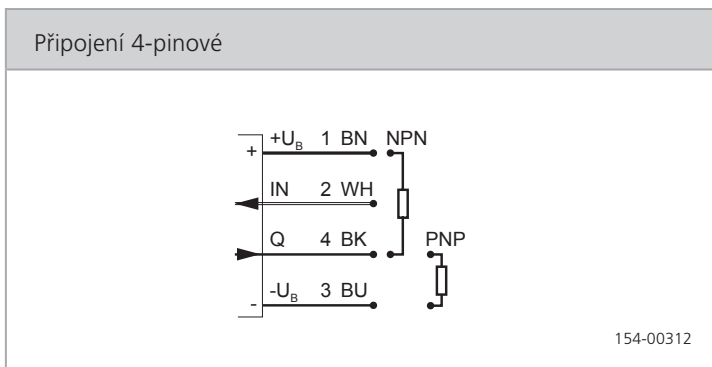 Připojení 4-pinové
+ +U_B 1 BN NPN
IN 2 WH
Q 4 BK PNP
- -U_B 3 BU
154-00312